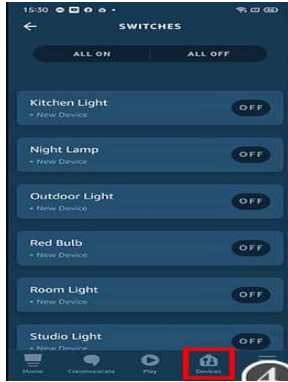 15:30
SWITCHES
ALL ON ALL OFF
Kitchen Light OFF
• New Device
Night Lamp OFF
• New Device
Outdoor Light OFF
• New Device
Red Bulb OFF
• New Device
Room Light OFF
• New Device
Studio Light OFF
• New Device
Home Communicate Play Devices
4